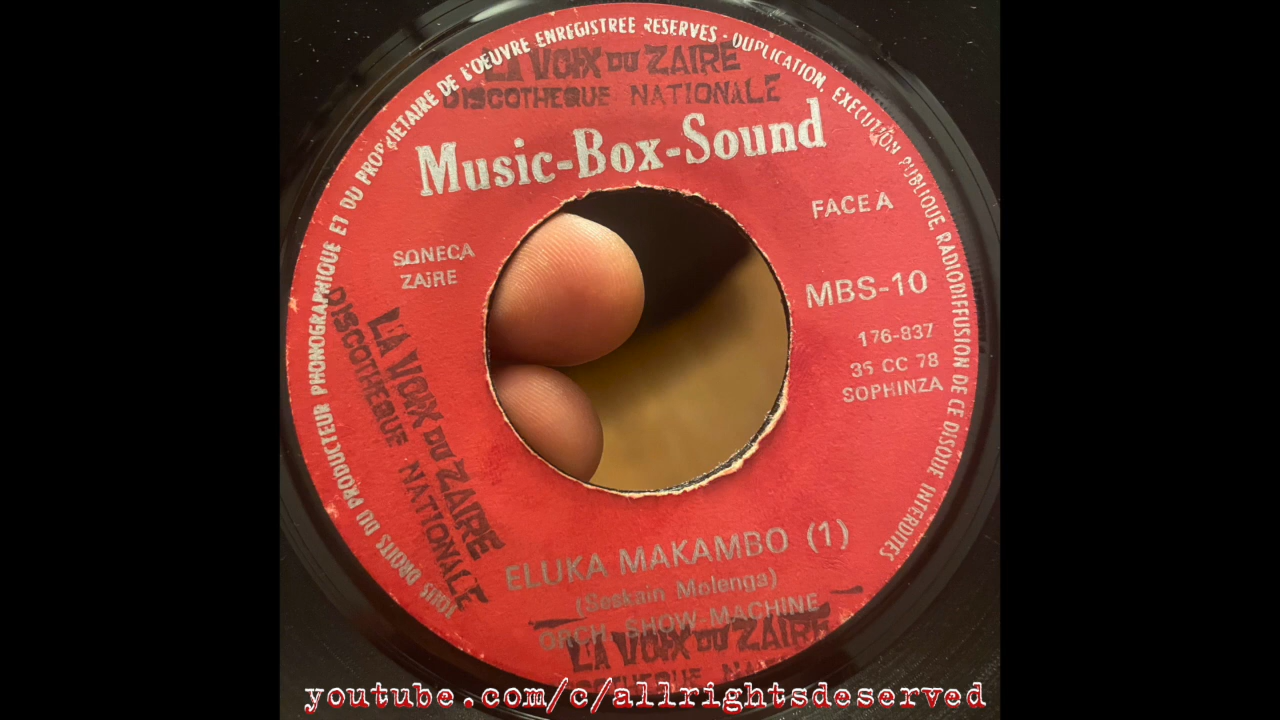 TOUS DROITS DU PRODUCTEUR PHONOGRAPHIQUE ET DU PROPRIETAIRE DE L'OEUVRE ENREGISTREE RESERVES - DUPLICATION, EXECUTION PUBLIQUE, RADIODIFFUSION DE CE DISQUE INTERDITES
LA VOIX DU ZAIRE
DISCOTHEQUE NATIONALE
Music-Box-Sound
FACE A
SONECA
ZAiRE
MBS-10
176-837
35 CC 78
SOPHINZA
LA VOIX DU ZAIRE
DISCOTHEQUE NATIONALE
ELUKA MAKAMBO (1)
(Seskain Molenga)
ORCH. SHOW-MACHINE
LA VOIX DU ZAIRE
DISCOTHEQUE NATIONALE
youtube.com/c/allrightsdeserved